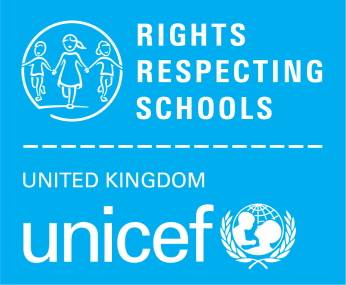 RIGHTS
RESPECTING
SCHOOLS
UNITED KINGDOM
unicef